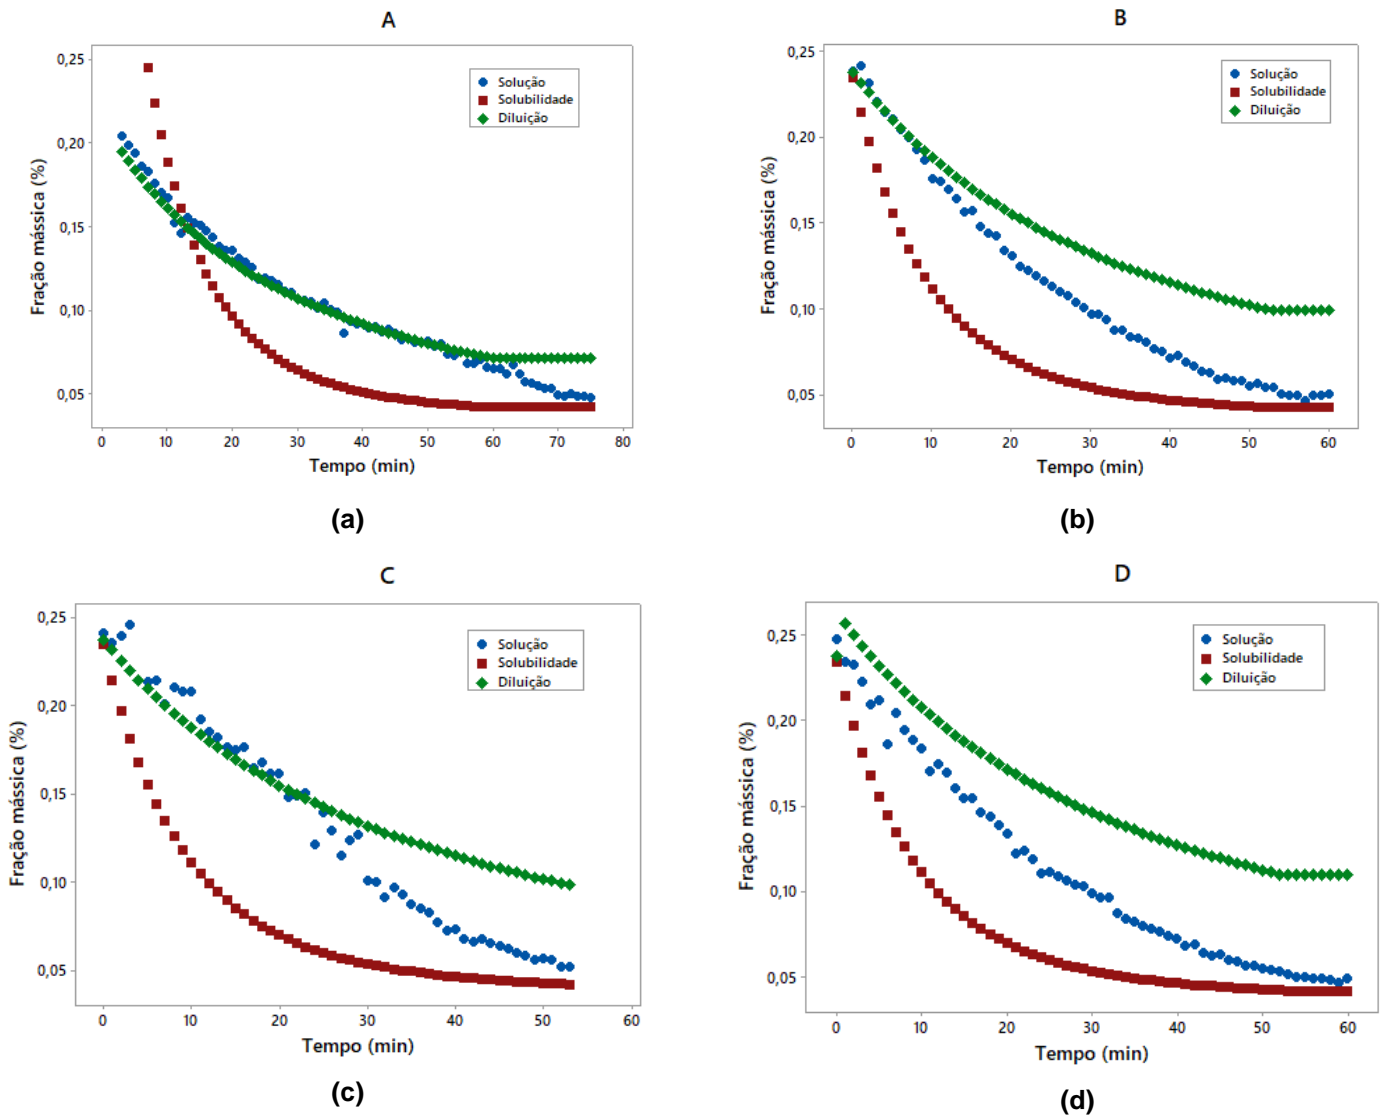 A
Fração mássica (%)
0,25
0,20
0,15
0,10
0,05
Solução
Solubilidade
Diluição
0 10 20 30 40 50 60 70 80
Tempo (min)
(a)
B
Fração mássica (%)
0,25
0,20
0,15
0,10
0,05
Solução
Solubilidade
Diluição
0 10 20 30 40 50 60
Tempo (min)
(b)
C
Fração mássica (%)
0,25
0,20
0,15
0,10
0,05
Solução
Solubilidade
Diluição
0 10 20 30 40 50 60
Tempo (min)
(c)
D
Fração mássica (%)
0,25
0,20
0,15
0,10
0,05
Solução
Solubilidade
Diluição
0 10 20 30 40 50 60
Tempo (min)
(d)